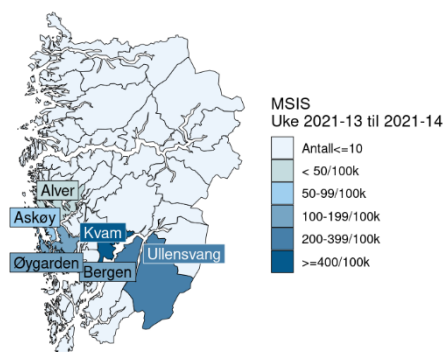 MSIS
Uke 2021-13 til 2021-14
Antall<=10
< 50/100k
50-99/100k
100-199/100k
200-399/100k
>=400/100k
Alver
Askøy
Kvam
Ullensvang
Øygarden
Bergen